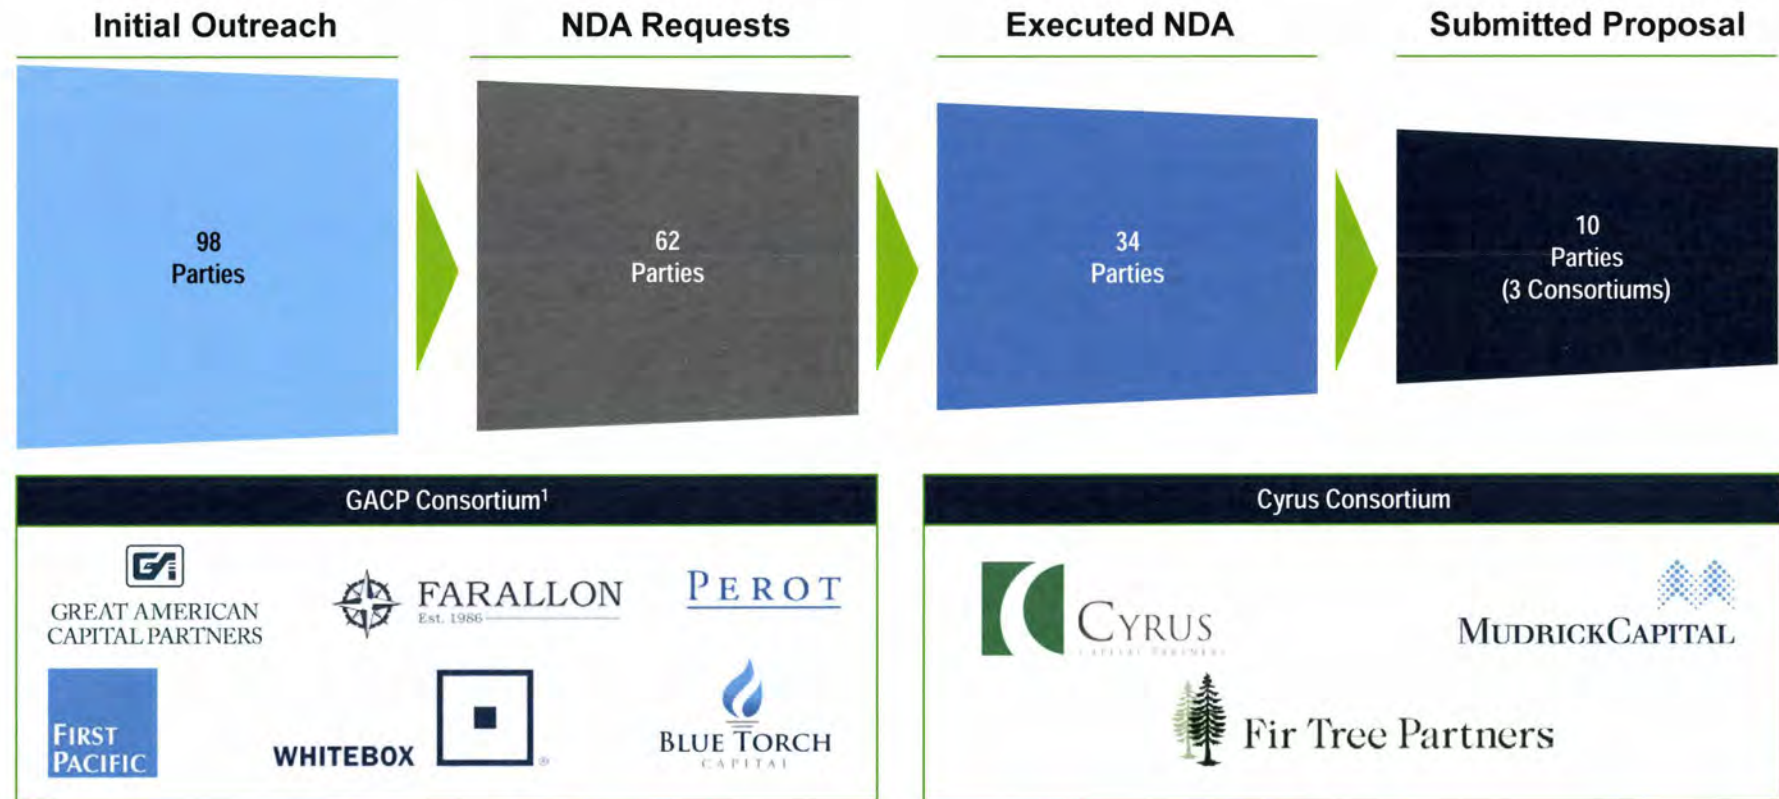 Initial Outreach
NDA Requests
Executed NDA
Submitted Proposal
98
Parties
62
Parties
34
Parties
10
Parties
(3 Consortiums)
GACP Consortium¹
GREAT AMERICAN
CAPITAL PARTNERS
FARALLON
Est. 1986
PEROT
FIRST
PACIFIC
WHITEBOX
®
BLUE TORCH
CAPITAL
Cyrus Consortium
CYRUS
CAPITAL PARTNERS
MUDRICKCAPITAL
Fir Tree Partners